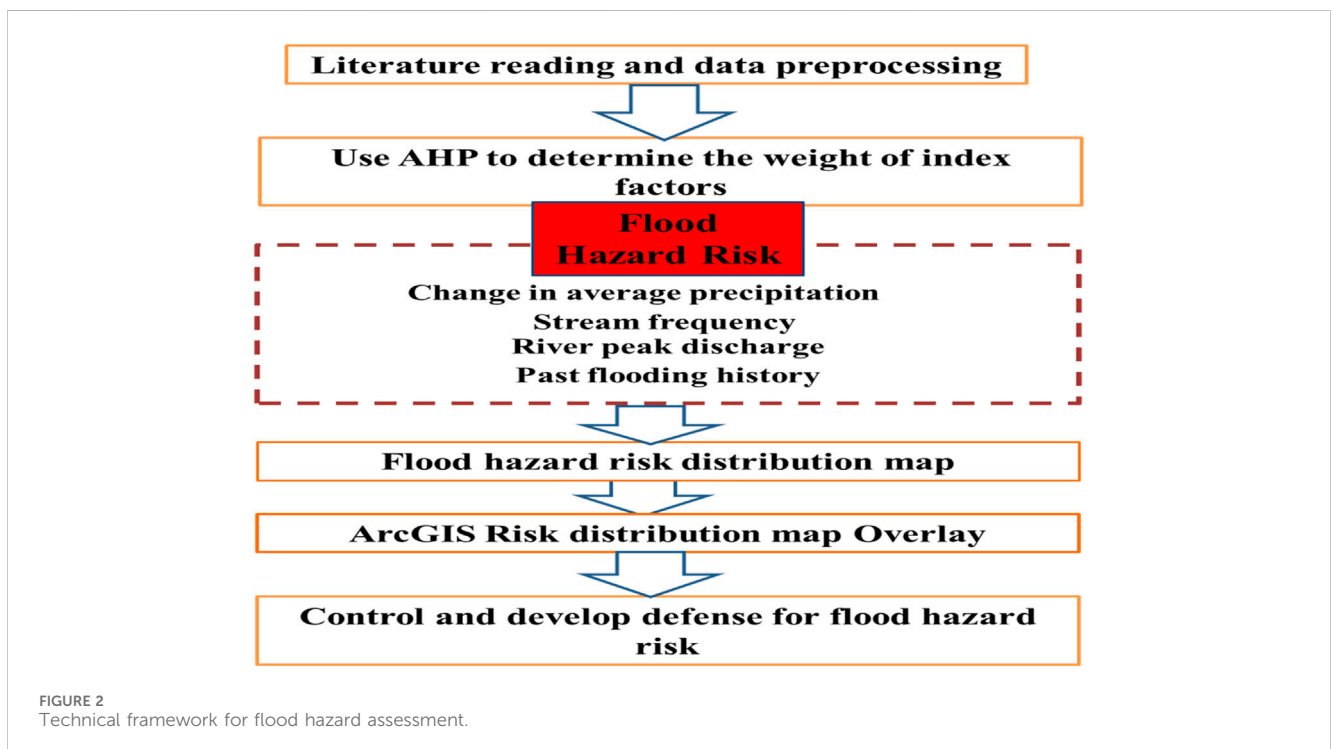 Literature reading and data preprocessing
Use AHP to determine the weight of index
factors
Flood
Hazard Risk
Change in average precipitation
Stream frequency
River peak discharge
Past flooding history
Flood hazard risk distribution map
ArcGIS Risk distribution map Overlay
Control and develop defense for flood hazard
risk
FIGURE 2
Technical framework for flood hazard assessment.